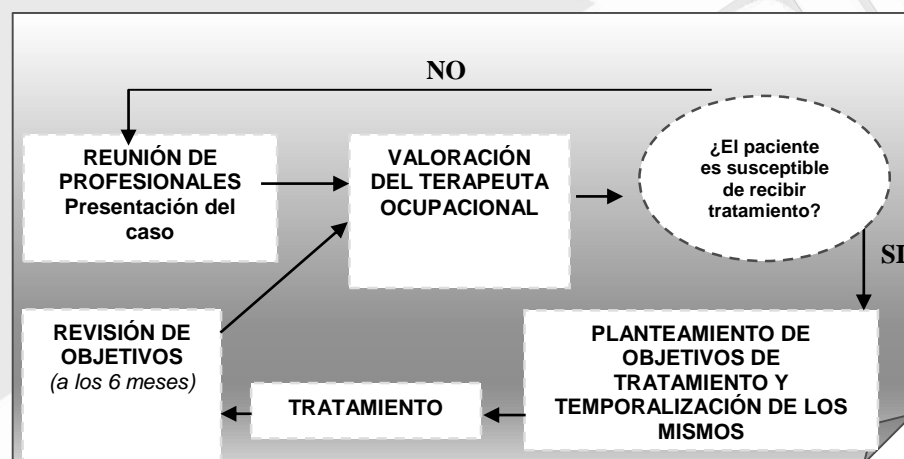 NO
REUNIÓN DE
PROFESIONALES
Presentación del
caso
VALORACIÓN
DEL TERAPEUTA
OCUPACIONAL
¿El paciente
es susceptible
de recibir
tratamiento?
SI
REVISIÓN DE
OBJETIVOS
(a los 6 meses)
TRATAMIENTO
PLANTEAMIENTO DE
OBJETIVOS DE
TRATAMIENTO Y
TEMPORALIZACIÓN DE LOS
MISMOS